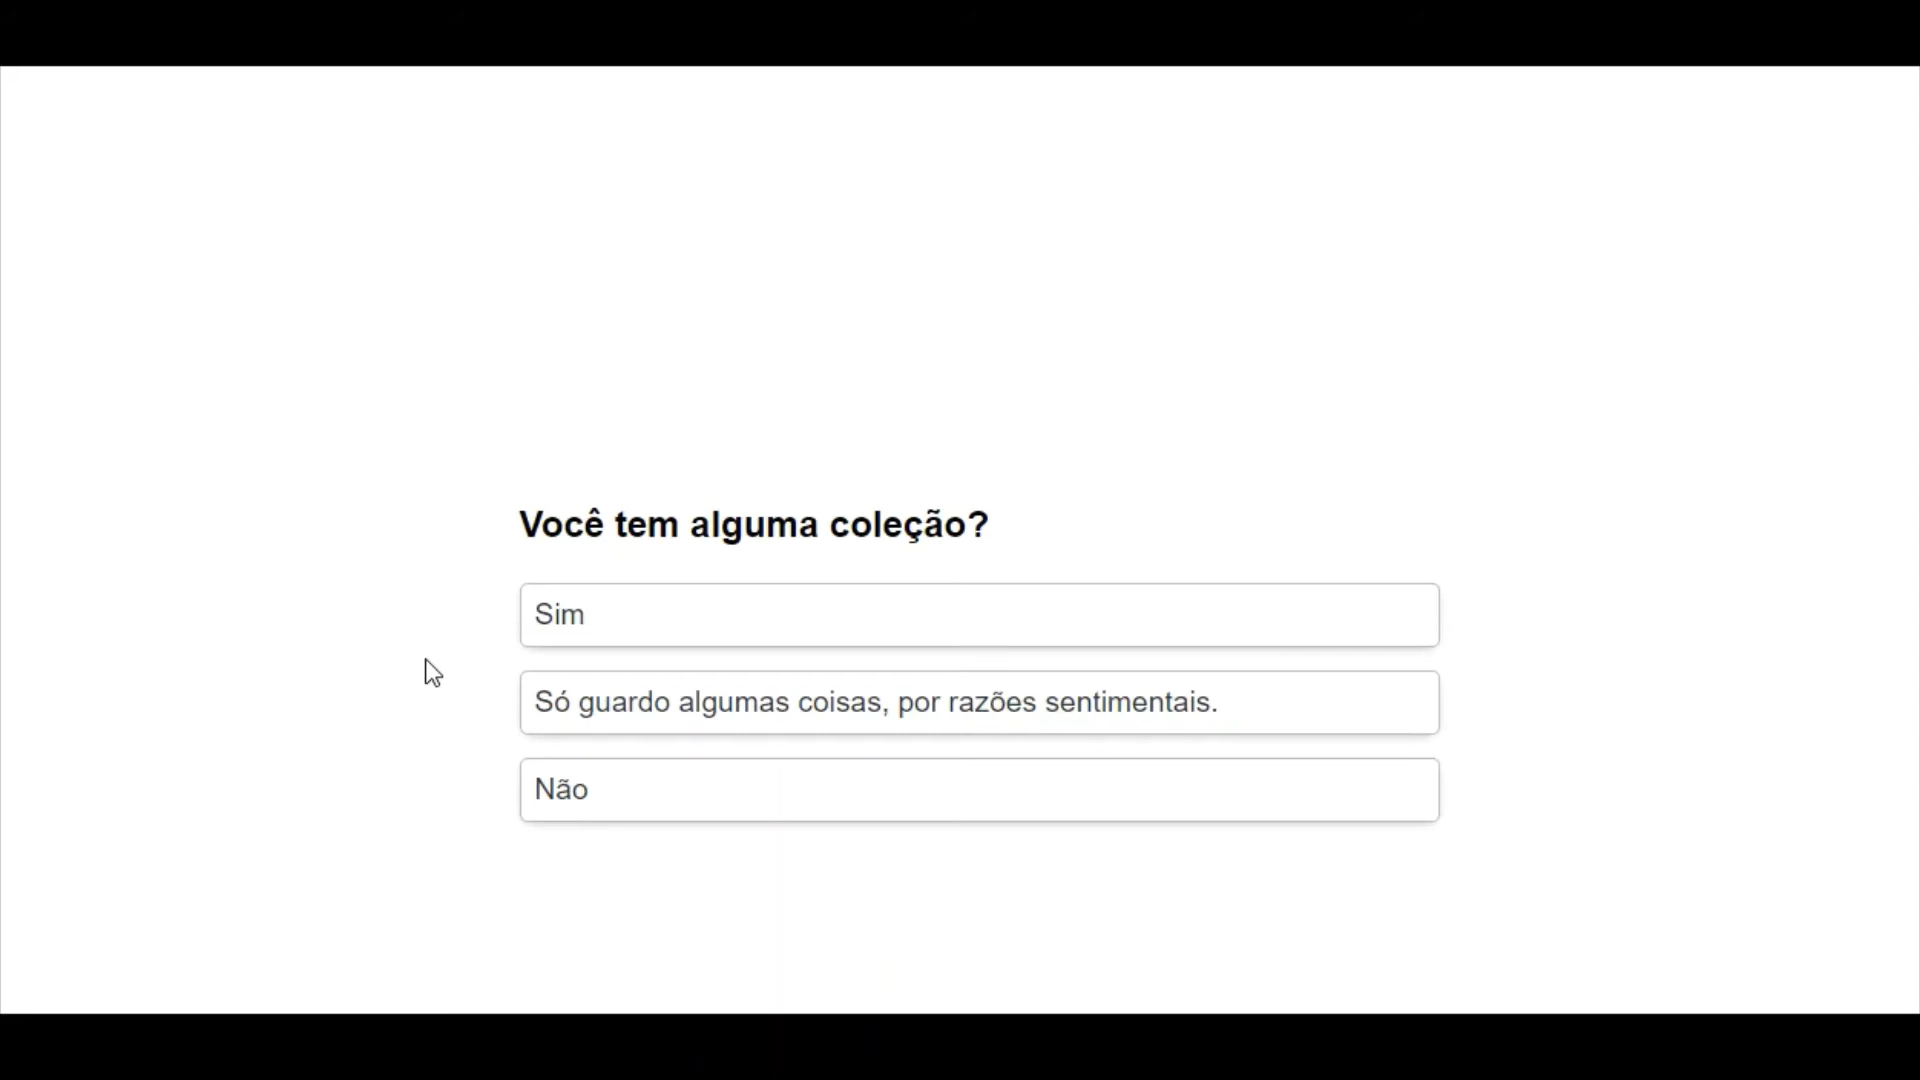 Você tem alguma coleção?
Sim
Só guardo algumas coisas, por razões sentimentais.
Não